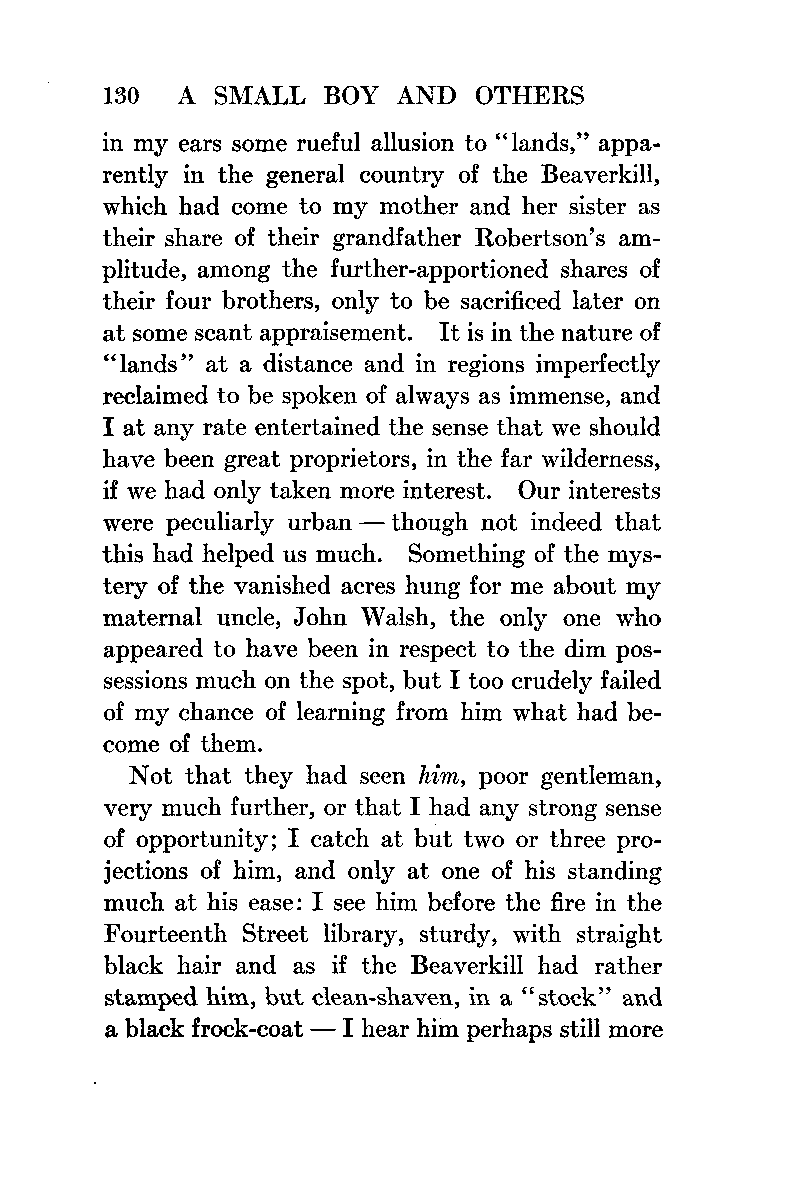 130 A SMALL BOY AND OTHERS
in my ears some rueful allusion to “lands,” appa-
rently in the general country of the Beaverkill,
which had come to my mother and her sister as
their share of their grandfather Robertson’s am-
plitude, among the further-apportioned shares of
their four brothers, only to be sacrificed later on
at some scant appraisement. It is in the nature of
“lands” at a distance and in regions imperfectly
reclaimed to be spoken of always as immense, and
I at any rate entertained the sense that we should
have been great proprietors, in the far wilderness,
if we had only taken more interest. Our interests
were peculiarly urban — though not indeed that
this had helped us much. Something of the mys-
tery of the vanished acres hung for me about my
maternal uncle, John Walsh, the only one who
appeared to have been in respect to the dim pos-
sessions much on the spot, but I too crudely failed
of my chance of learning from him what had be-
come of them.
Not that they had seen him, poor gentleman,
very much further, or that I had any strong sense
of opportunity; I catch at but two or three pro-
jections of him, and only at one of his standing
much at his ease: I see him before the fire in the
Fourteenth Street library, sturdy, with straight
black hair and as if the Beaverkill had rather
stamped him, but clean-shaven, in a “stock” and
a black frock-coat — I hear him perhaps still more